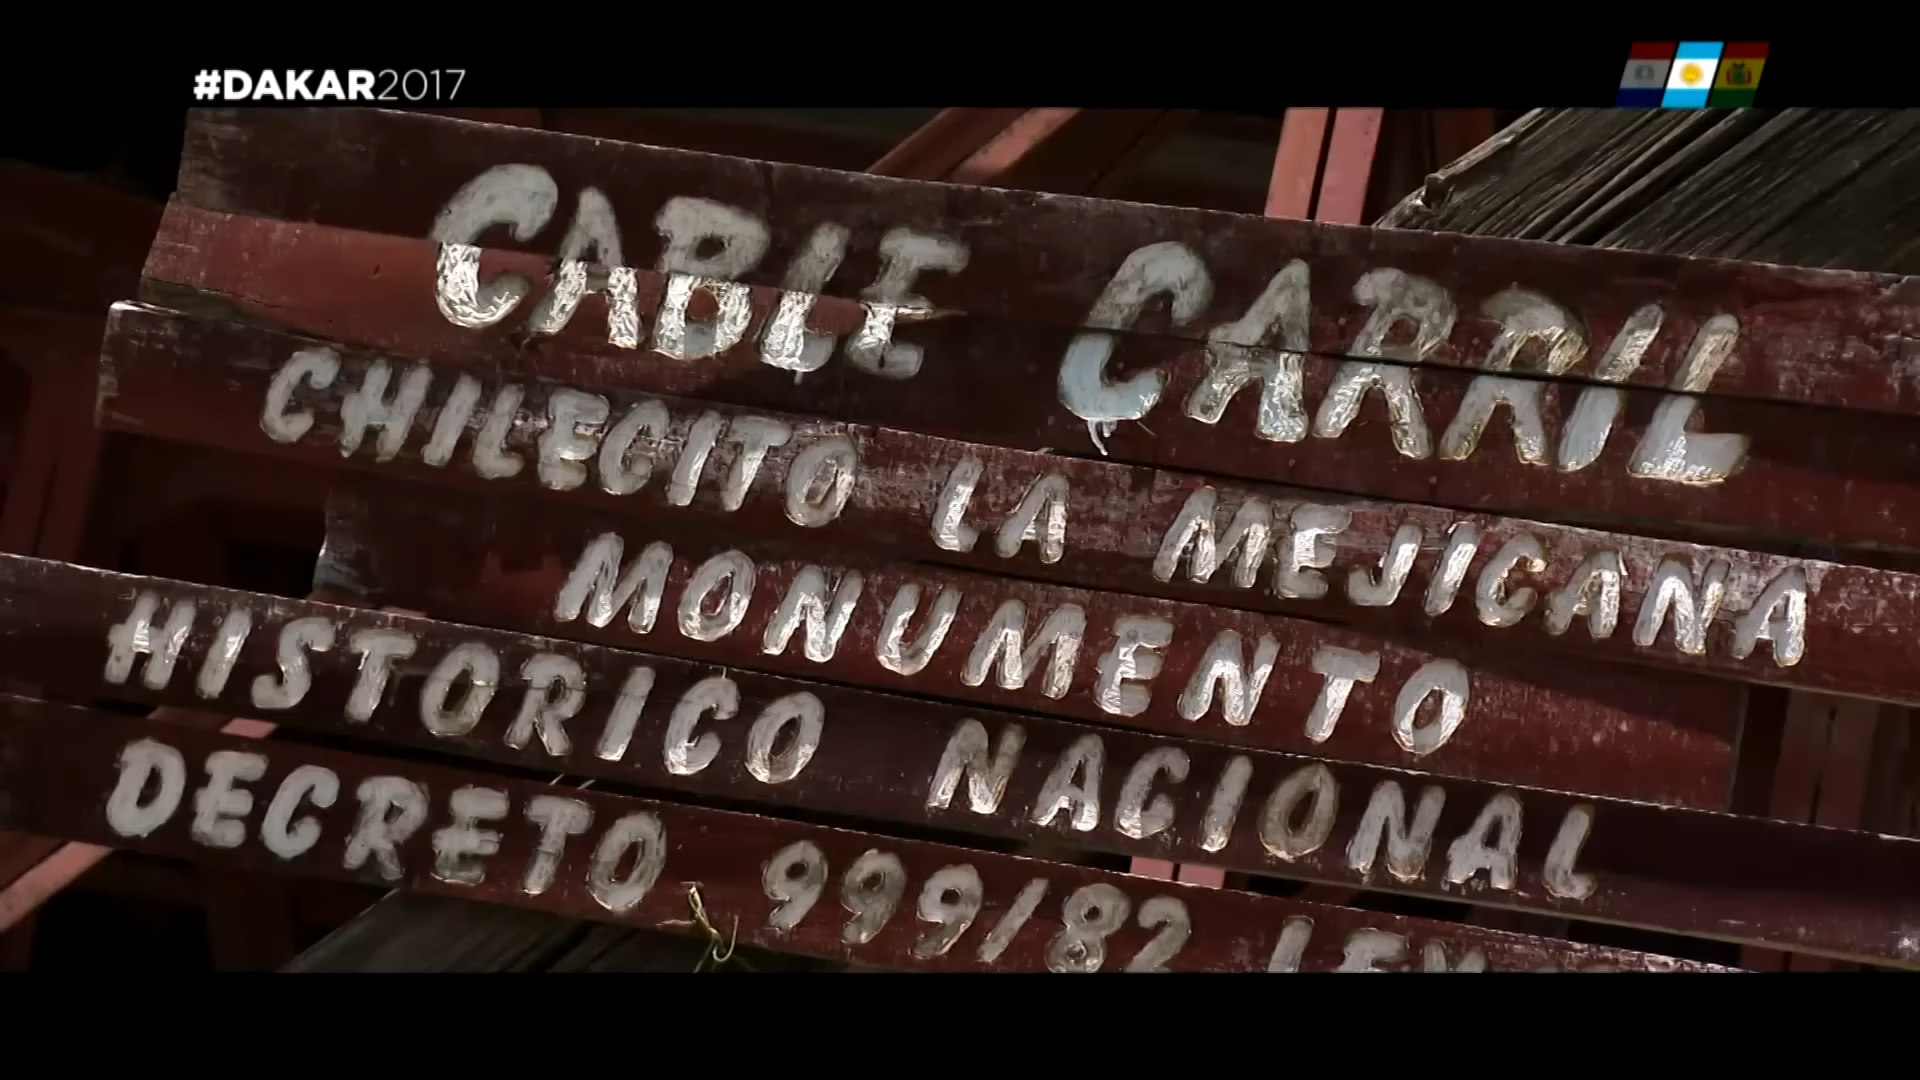 #DAKAR2017
CABLE CARRIL
CHILECITO LA MEJICANA
MONUMENTO
HISTORICO NACIONAL
DECRETO 999/82